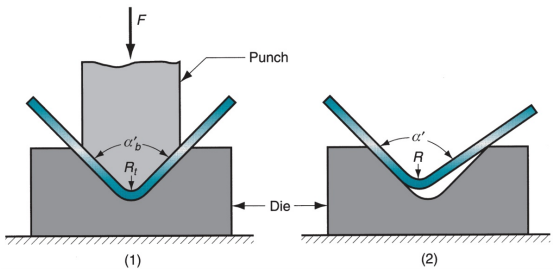 F
Punch
α'b
Rt
α'
R
Die
(1)
(2)